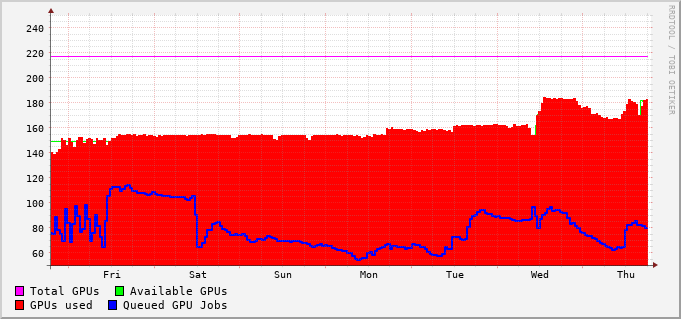 240
220
200
180
160
140
120
100
80
60
Fri Sat Sun Mon Tue Wed Thu
Total GPUs Available GPUs
GPUs used Queued GPU Jobs
RRDTOOL / TOBI OETIKER